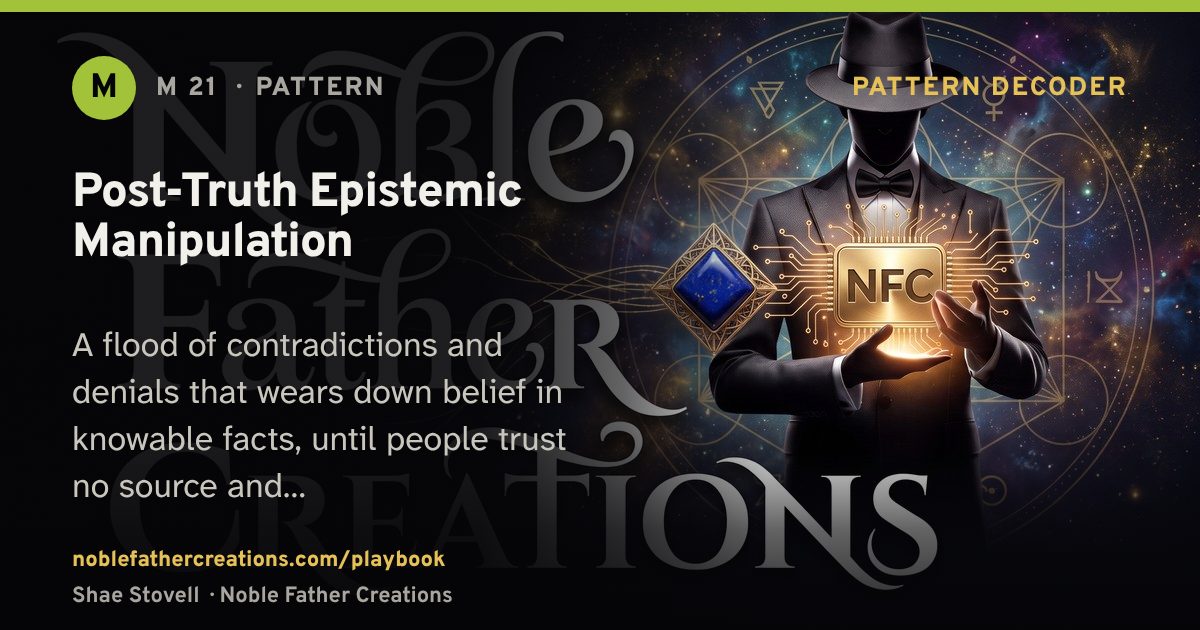 M
M 21 · PATTERN
PATTERN DECODER
Noble
Father
Creations
Post-Truth Epistemic
Manipulation
NFC
A flood of contradictions and
denials that wears down belief in
knowable facts, until people trust
no source and...
noblefathercreations.com/playbook
Shae Stovell · Noble Father Creations